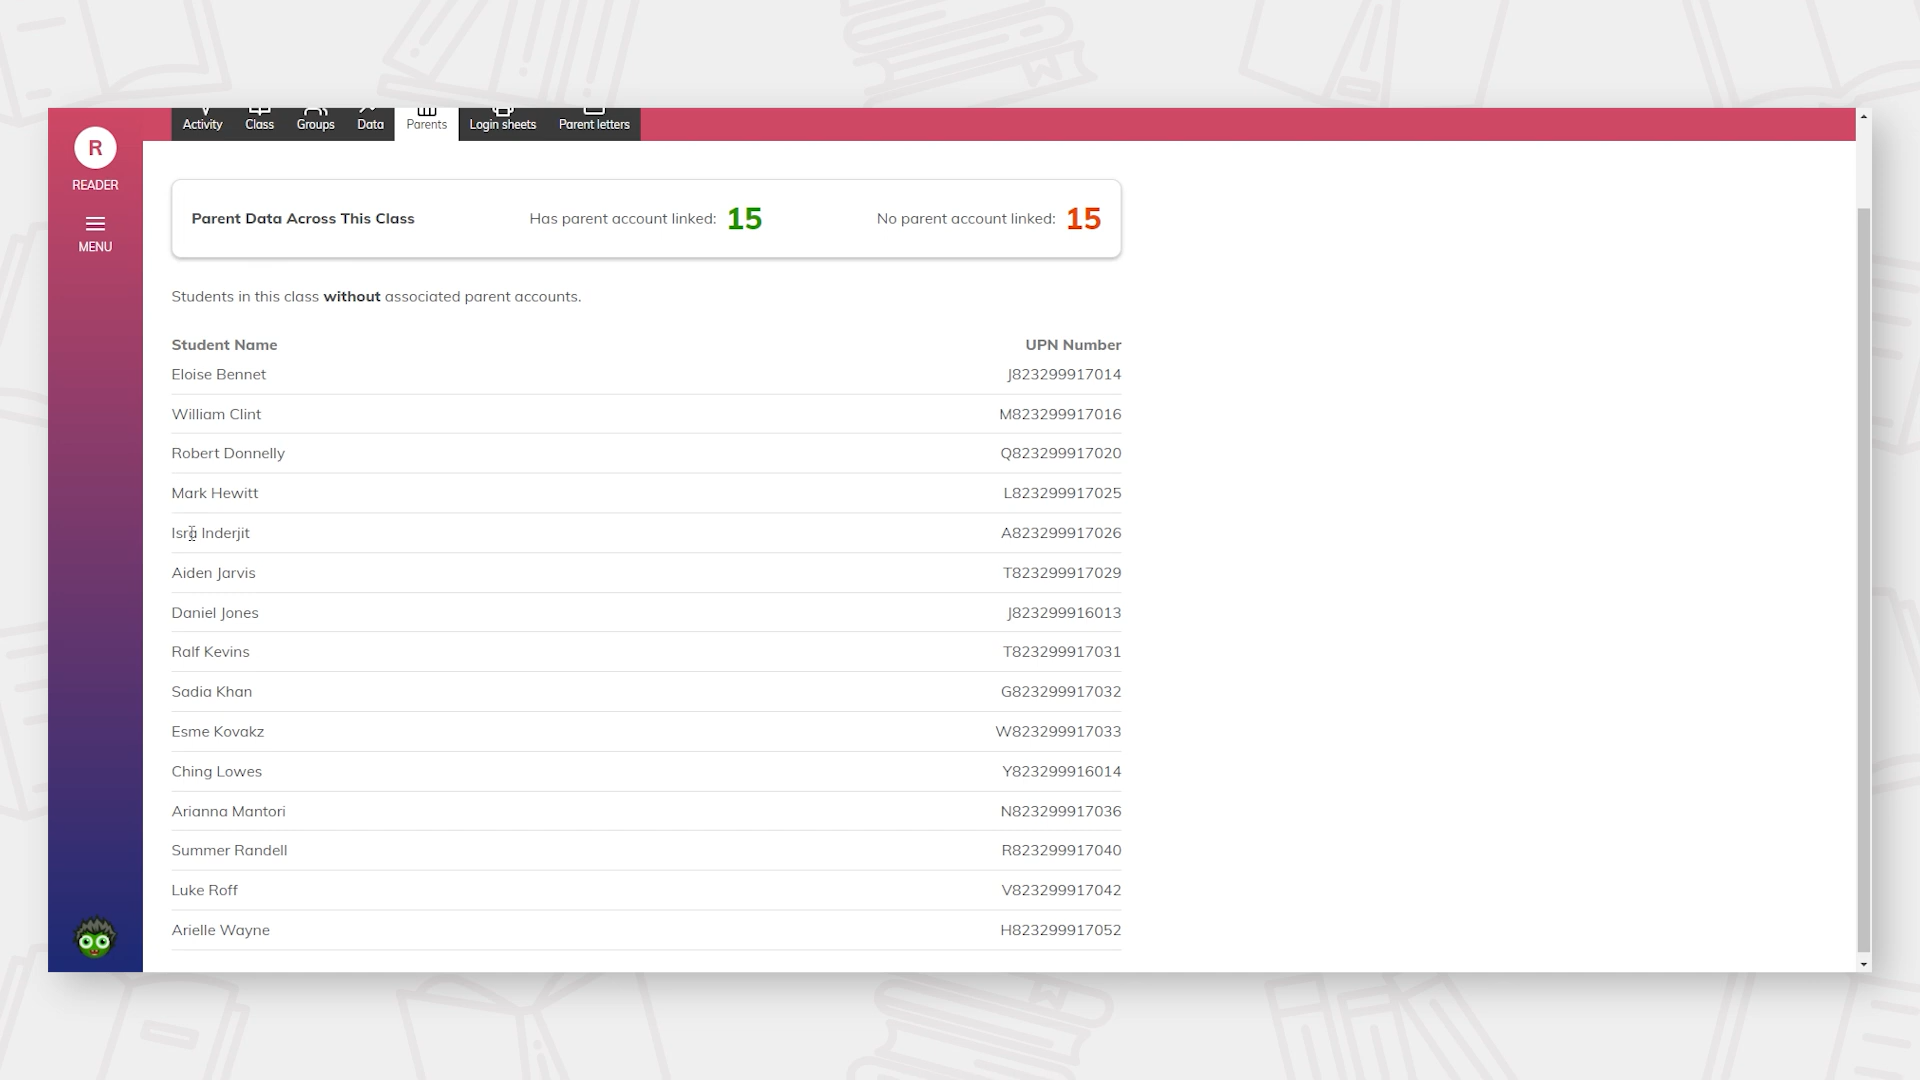 R
READER
MENU
Activity Class Groups Data Parents Login sheets Parent letters
Parent Data Across This Class Has parent account linked: 15 No parent account linked: 15
Students in this class without associated parent accounts.
Student Name UPN Number
Eloise Bennet J823299917014
William Clint M823299917016
Robert Donnelly Q823299917020
Mark Hewitt L823299917025
Isra Inderjit A823299917026
Aiden Jarvis T823299917029
Daniel Jones J823299916013
Ralf Kevins T823299917031
Sadia Khan G823299917032
Esme Kovakz W823299917033
Ching Lowes Y823299916014
Arianna Mantori N823299917036
Summer Randell R823299917040
Luke Roff V823299917042
Arielle Wayne H823299917052